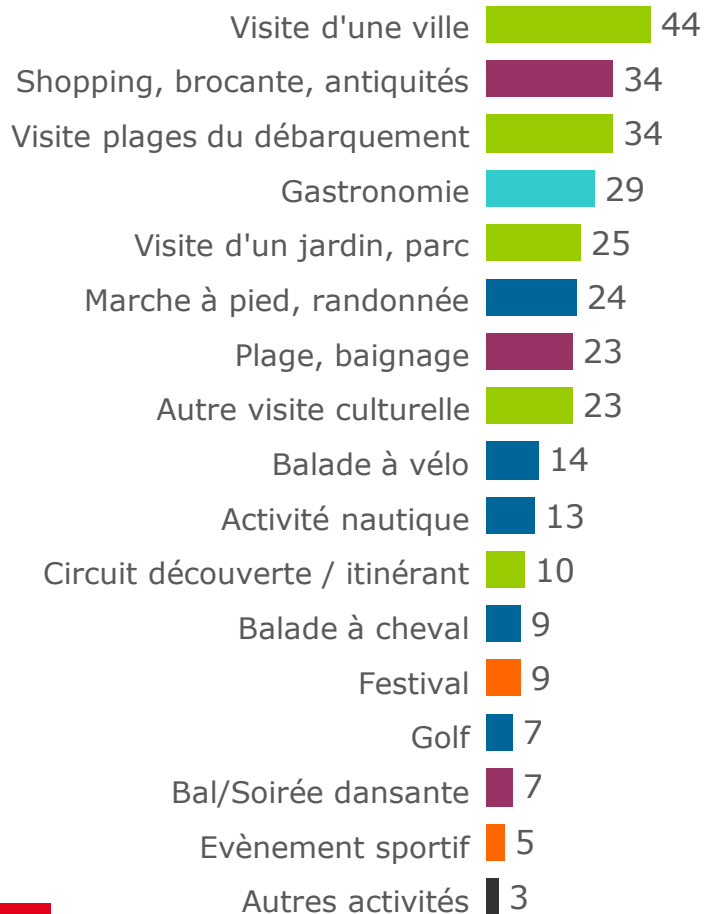 Visite d'une ville 44
Shopping, brocante, antiquités 34
Visite plages du débarquement 34
Gastronomie 29
Visite d'un jardin, parc 25
Marche à pied, randonnée 24
Plage, baignage 23
Autre visite culturelle 23
Balade à vélo 14
Activité nautique 13
Circuit découverte / itinérant 10
Balade à cheval 9
Festival 9
Golf 7
Bal/Soirée dansante 7
Evènement sportif 5
Autres activités 3